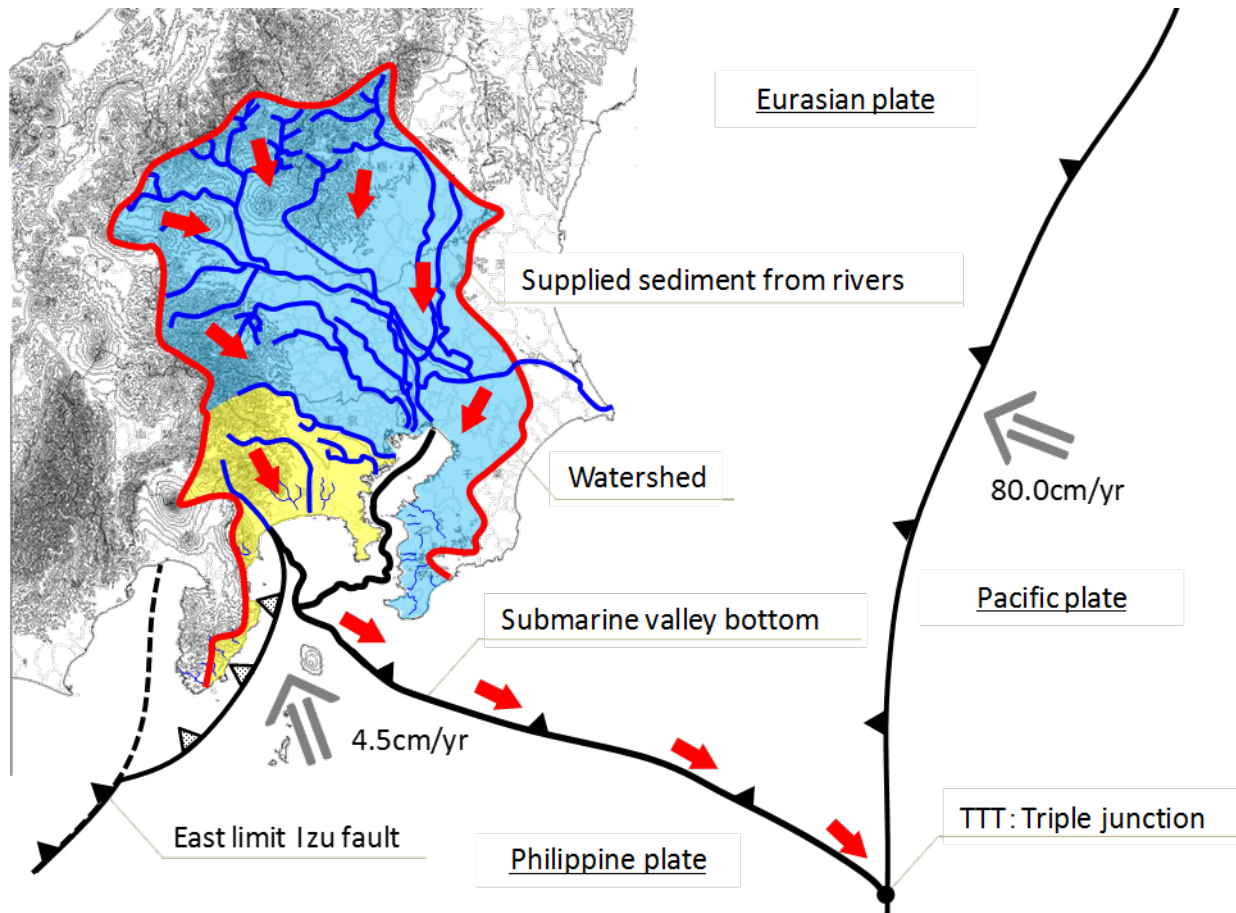 Eurasian plate
Supplied sediment from rivers
Watershed
80.0cm/yr
Pacific plate
Submarine valley bottom
4.5cm/yr
TTT: Triple junction
East limit Izu fault
Philippine plate